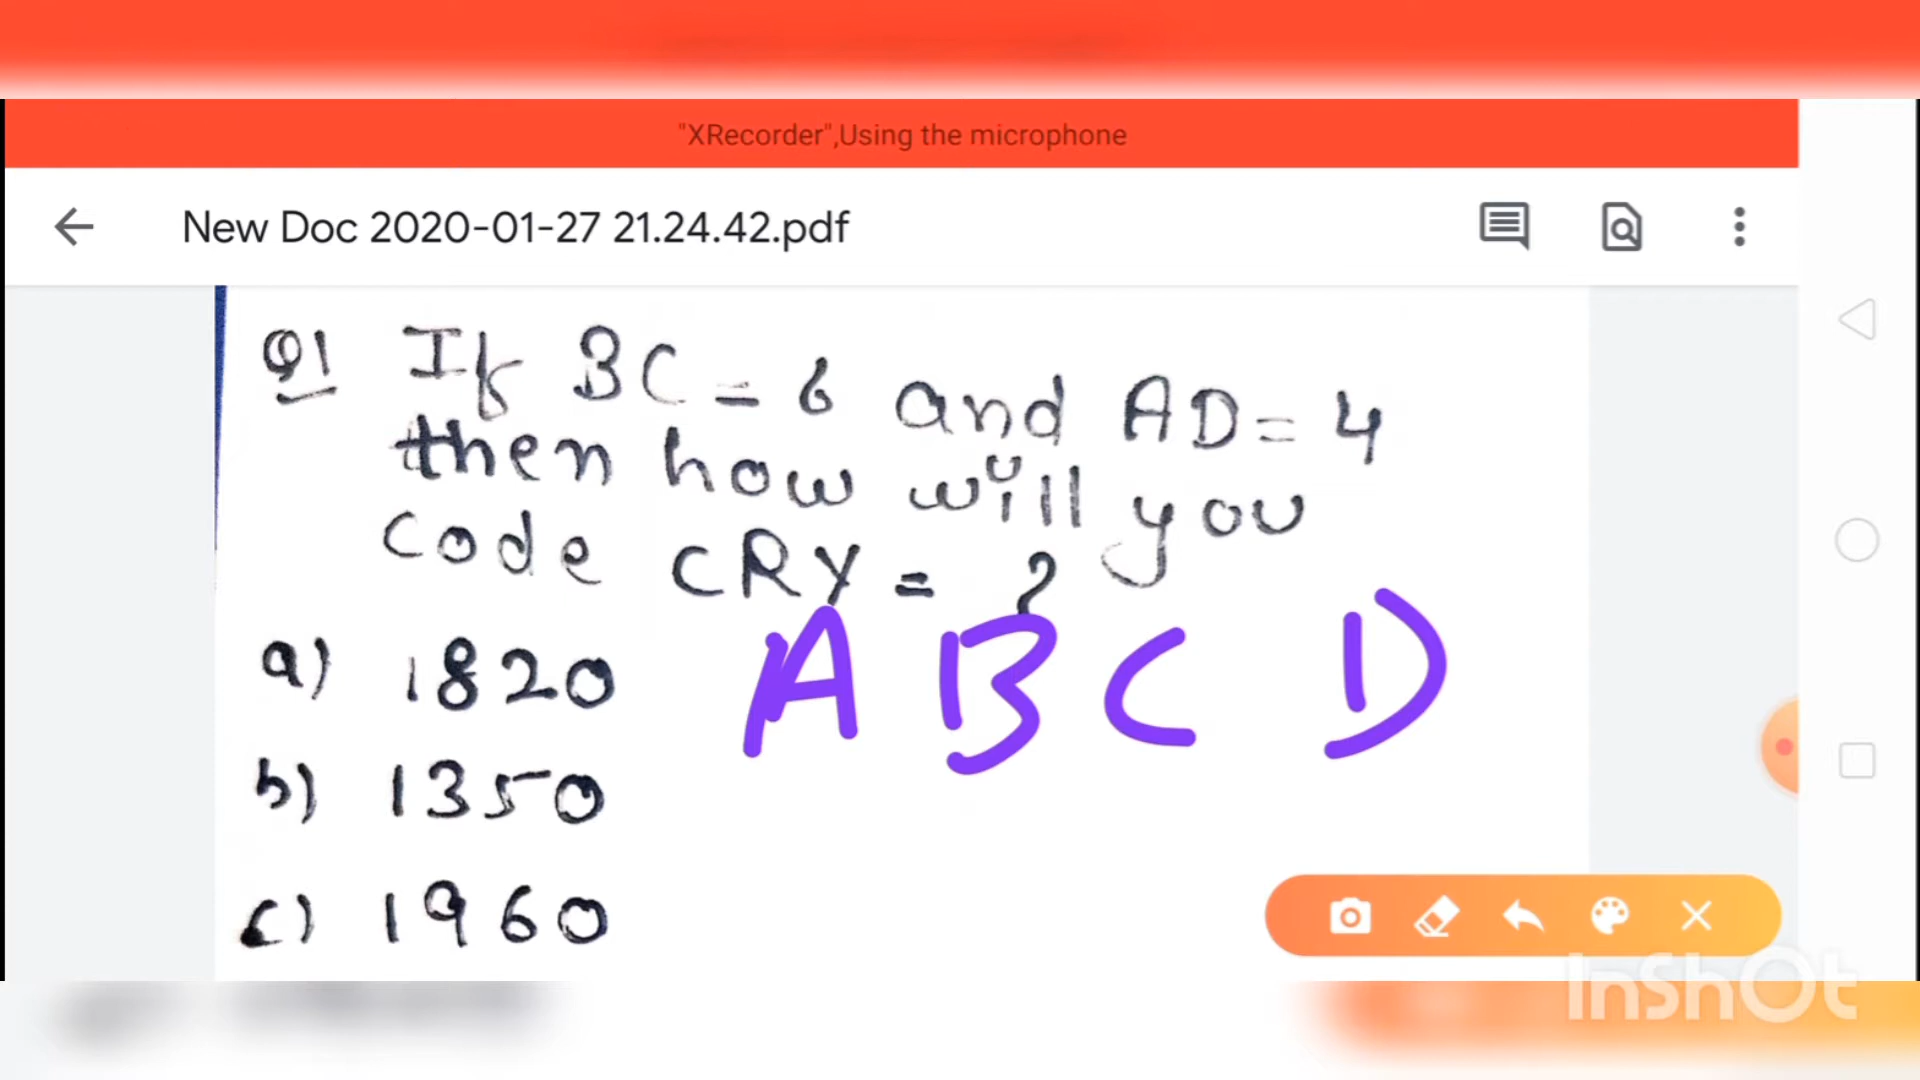 "XRecorder",Using the microphone
New Doc 2020-01-27 21.24.42.pdf
Q1 If BC = 6 and AD = 4
then how will you
code CRY = ?
A B C D
a) 1820
b) 1350
c) 1960
InShOt